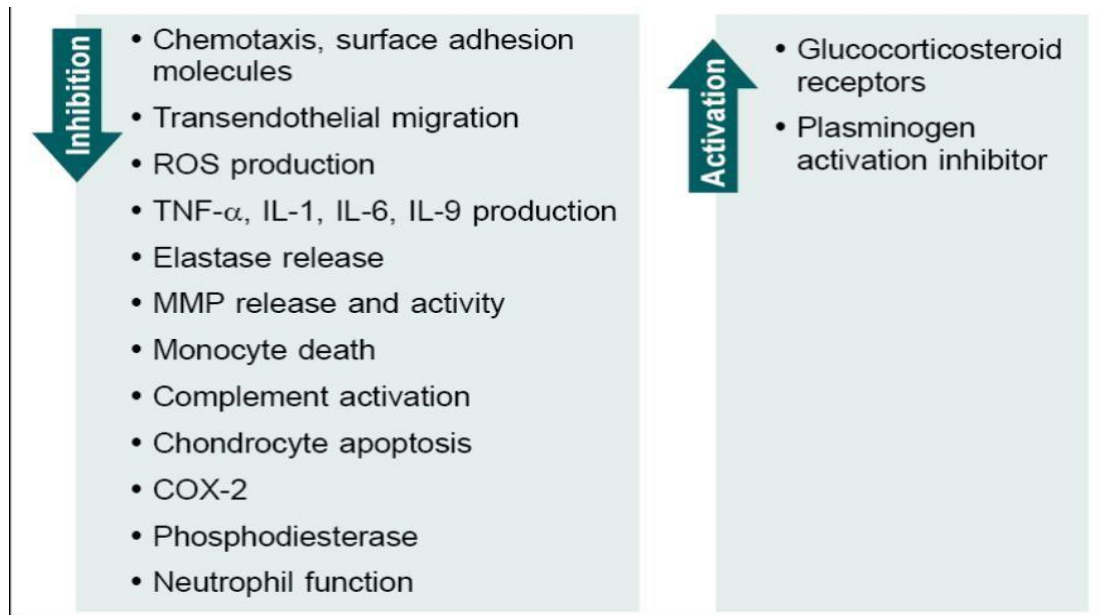 Inhibition
• Chemotaxis, surface adhesion
molecules
• Transendothelial migration
• ROS production
• TNF-α, IL-1, IL-6, IL-9 production
• Elastase release
• MMP release and activity
• Monocyte death
• Complement activation
• Chondrocyte apoptosis
• COX-2
• Phosphodiesterase
• Neutrophil function
Activation
• Glucocorticosteroid
receptors
• Plasminogen
activation inhibitor